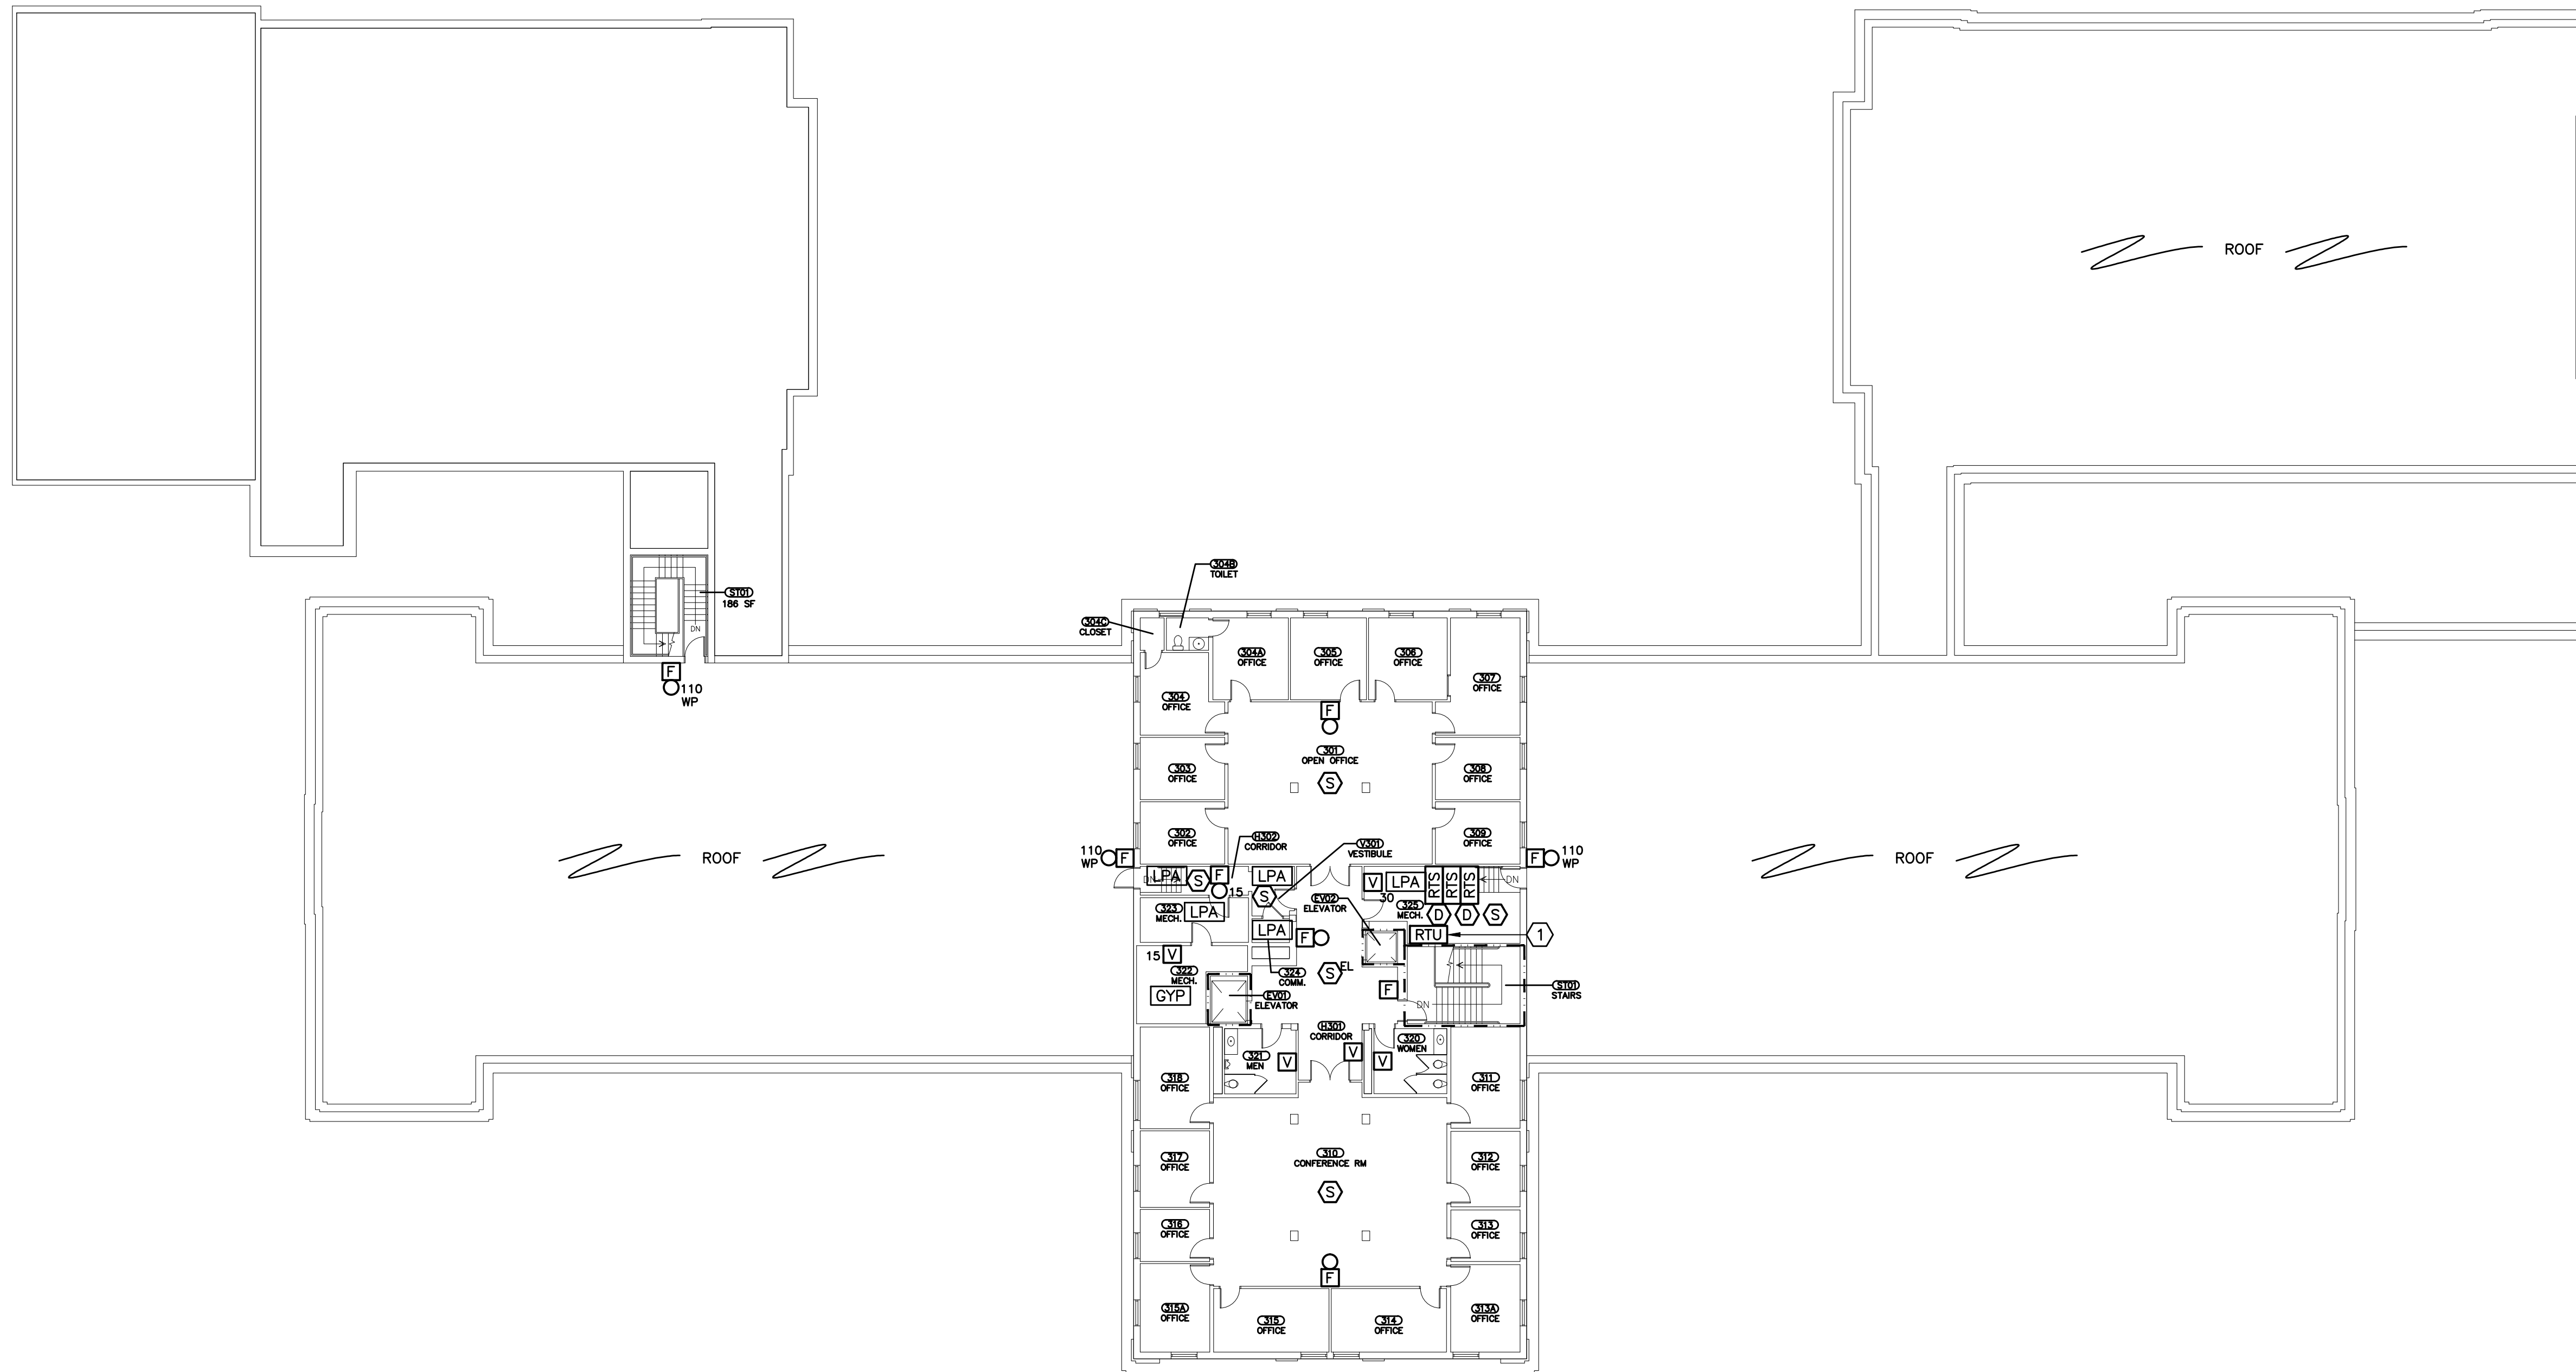 ROOF
304B
TOILET
ST01
186 SF
DN
304C
CLOSET
304A
OFFICE
305
OFFICE
306
OFFICE
307
OFFICE
F
110
WP
304
OFFICE
F
301
OPEN OFFICE
303
OFFICE
308
OFFICE
S
302
OFFICE
309
OFFICE
H302
CORRIDOR
V301
VESTIBULE
ROOF
110
WP
F
F
110
WP
ROOF
LPA
DN
S
F
15
LPA
S
V
30
LPA
RTS
RTS
RTS
DN
EV02
ELEVATOR
325
MECH.
D
D
S
323
MECH.
LPA
LPA
F
RTU
1
15
V
322
MECH.
324
COMM.
S
EL
GYP
EV01
ELEVATOR
F
DN
ST01
STAIRS
H301
CORRIDOR
321
MEN
V
V
V
320
WOMEN
318
OFFICE
311
OFFICE
317
OFFICE
310
CONFERENCE RM
312
OFFICE
S
316
OFFICE
313
OFFICE
F
315A
OFFICE
315
OFFICE
314
OFFICE
313A
OFFICE